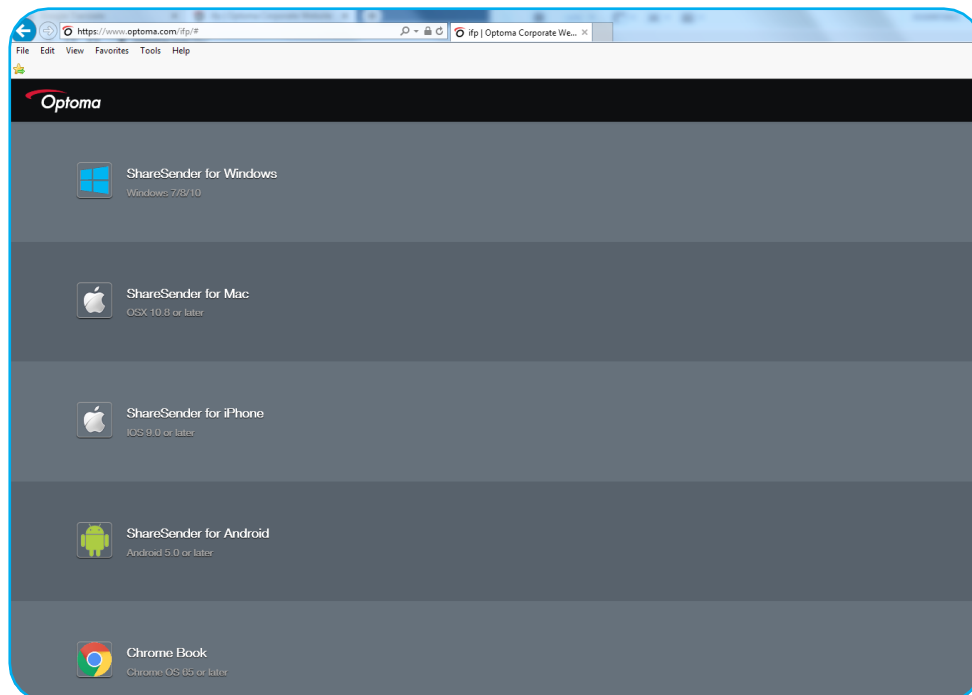 https://www.optoma.com/ifp/#
ifp | Optoma Corporate We...
File Edit View Favorites Tools Help
Optoma
ShareSender for Windows
Windows 7/8/10
ShareSender for Mac
OSX 10.8 or later
ShareSender for iPhone
IOS 9.0 or later
ShareSender for Android
Android 5.0 or later
Chrome Book
Chrome OS 65 or later